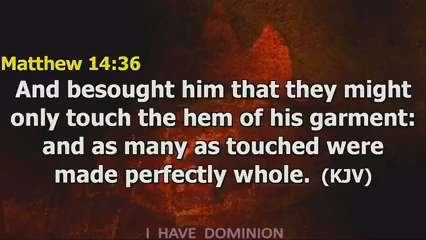 Matthew 14:36
And besought him that they might
only touch the hem of his garment:
and as many as touched were
made perfectly whole. (KJV)
I HAVE DOMINION